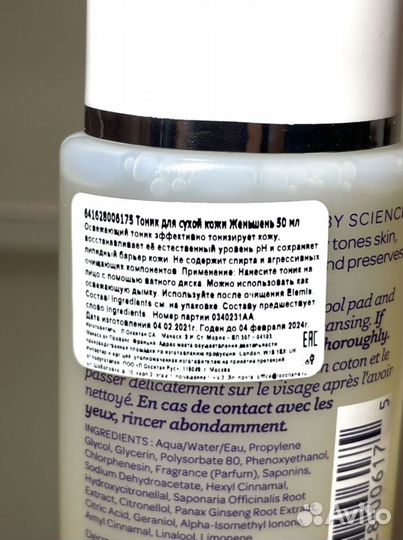 641628006175 Тоник для сухой кожи Женьшень 50 мл
Освежающий тоник эффективно тонизирует кожу,
восстанавливает её естественный уровень pH и сохраняет
липидный барьер кожи. Не содержит спирта и агрессивных
очищающих компонентов. Применение: Нанесите тоник на
лицо с помощью ватного диска. Можно использовать как
освежающую дымку. Используйте после очищения Elemis.
Состав/ Ingredients см на упаковке. Составу предшествует
слово Ingredients . Номер партии 0340231АА
Дата изготовления 04.02.2021г. Годен до 04 февраля 2024г.
EAC
BY SCIENC
tones skin,
and preserves
ool pad and
ansing. If
thoroughly.
en coton et le
passer délicatement sur le visage après l'avoir
nettoyé. En cas de contact avec les
yeux, rincer abondamment.
INGREDIENTS: Aqua/Water/Eau, Propylene
Glycol, Glycerin, Polysorbate 80, Phenoxyethanol,
Chlorphenesin, Fragrance (Parfum), Saponins,
Sodium Dehydroacetate, Hexyl Cinnamal,
Hydroxycitronellal, Saponaria Officinalis Root
Extract, Citronellol, Panax Ginseng Root Extract,
Citric Acid, Geraniol, Alpha-Isomethyl Ionone
Amyl Cinnamal, Linalool, Limonene
Avito